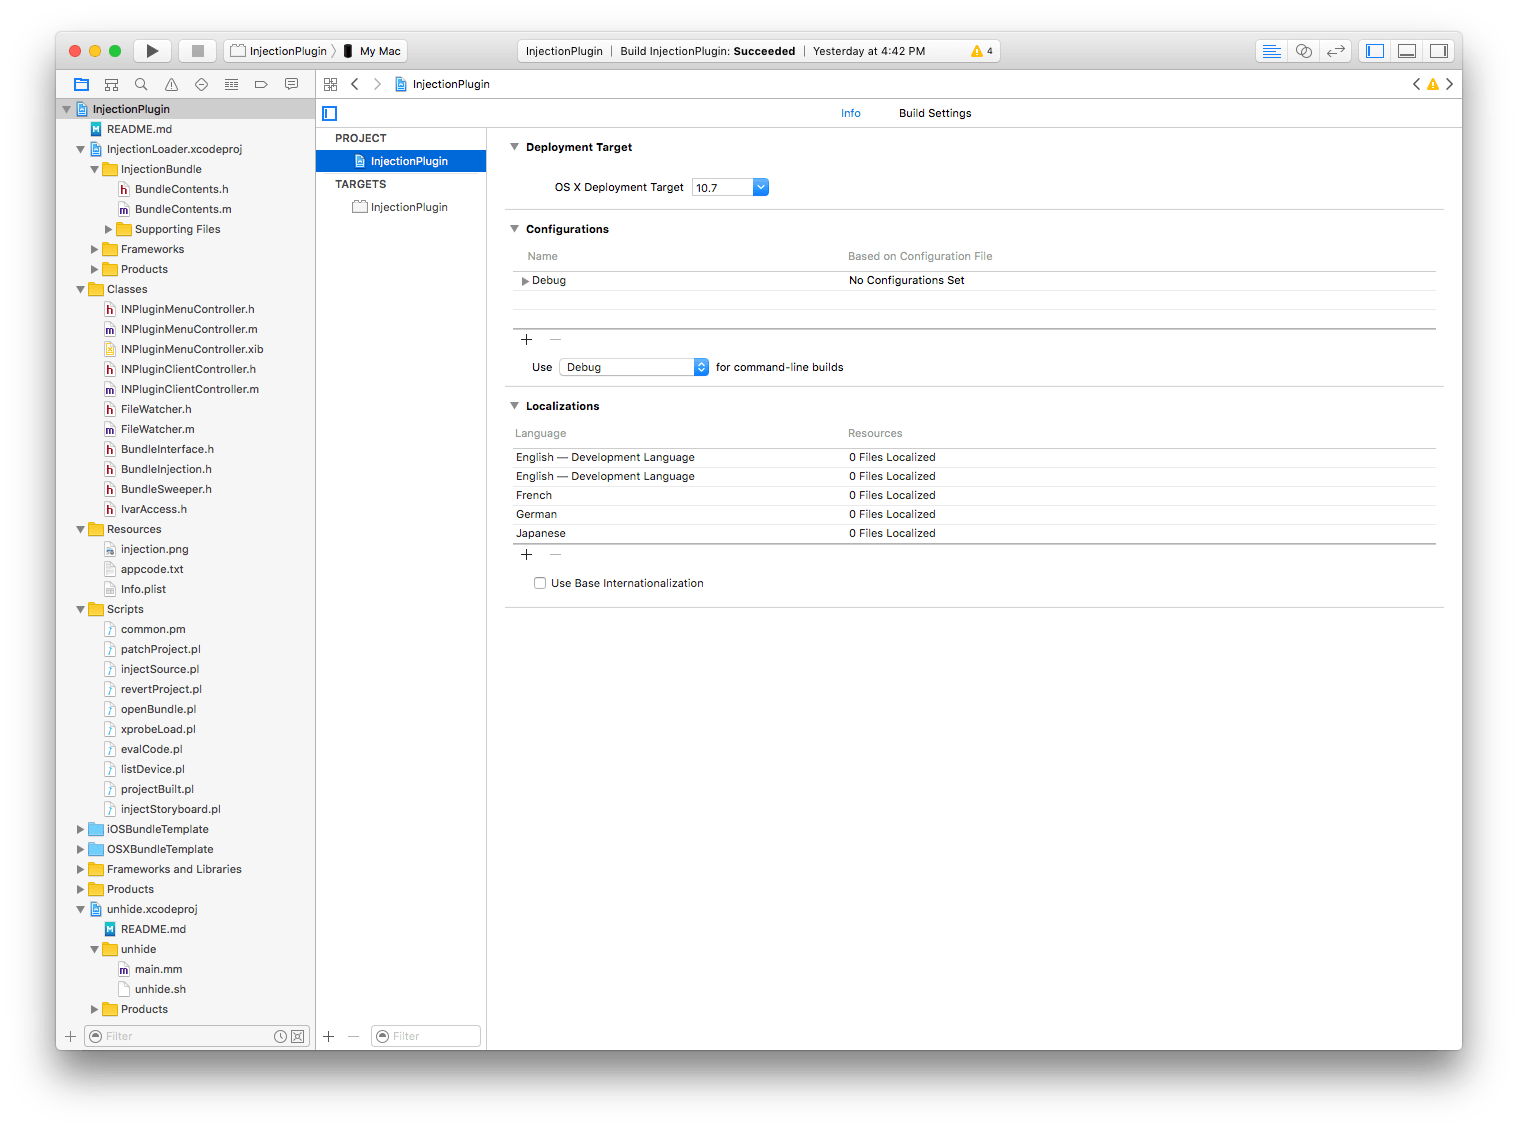 InjectionPlugin
My Mac
InjectionPlugin | Build InjectionPlugin: Succeeded | Yesterday at 4:42 PM
4
InjectionPlugin
InjectionPlugin
README.md
InjectionLoader.xcodeproj
InjectionBundle
BundleContents.h
BundleContents.m
Supporting Files
Frameworks
Products
Classes
INPluginMenuController.h
INPluginMenuController.m
INPluginMenuController.xib
INPluginClientController.h
INPluginClientController.m
FileWatcher.h
FileWatcher.m
BundleInterface.h
BundleInjection.h
BundleSweeper.h
IvarAccess.h
Resources
injection.png
appcode.txt
Info.plist
Scripts
common.pm
patchProject.pl
injectSource.pl
revertProject.pl
openBundle.pl
xprobeLoad.pl
evalCode.pl
listDevice.pl
projectBuilt.pl
injectStoryboard.pl
iOSBundleTemplate
OSXBundleTemplate
Frameworks and Libraries
Products
unhide.xcodeproj
README.md
unhide
main.mm
unhide.sh
Products
Filter
PROJECT
InjectionPlugin
TARGETS
InjectionPlugin
Filter
Info Build Settings
Deployment Target
OS X Deployment Target 10.7
Configurations
Name Based on Configuration File
Debug No Configurations Set
Use Debug for command-line builds
Localizations
Language Resources
English — Development Language 0 Files Localized
English — Development Language 0 Files Localized
French 0 Files Localized
German 0 Files Localized
Japanese 0 Files Localized
Use Base Internationalization